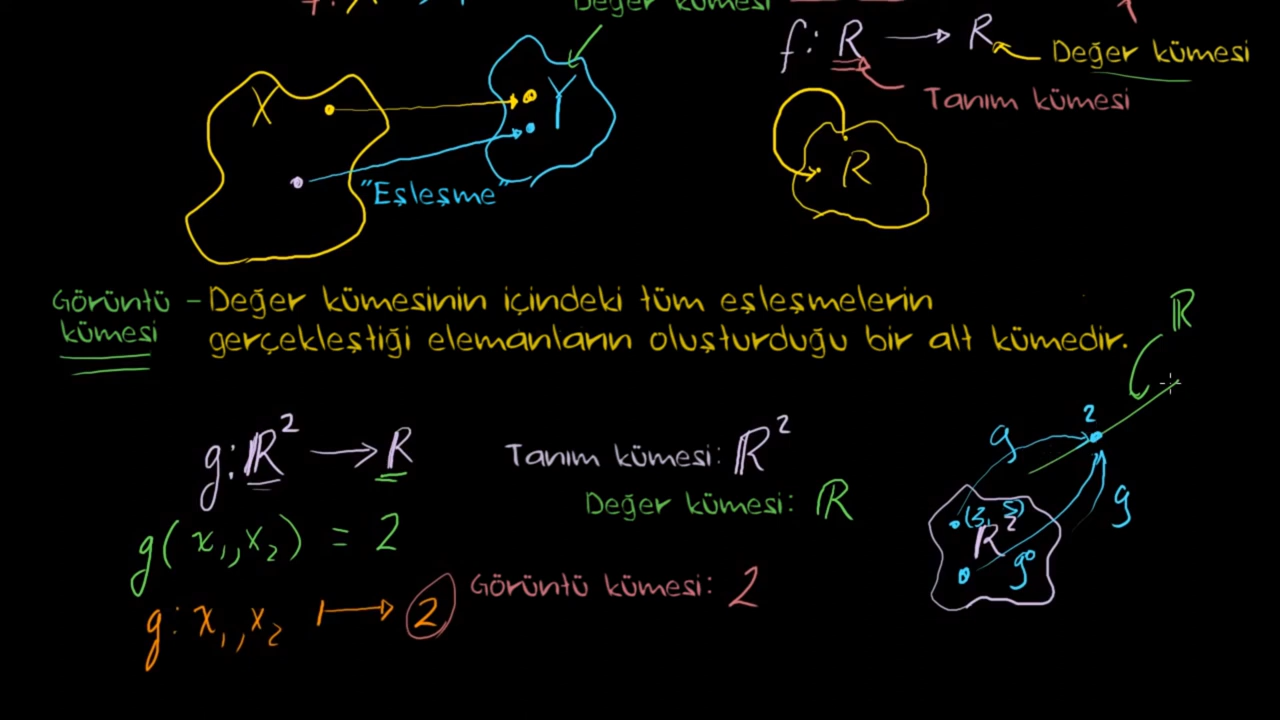 Değer kümesi
f: R → R
Değer kümesi
Tanım kümesi
X
Y
R
"Eşleşme"
Görüntü kümesi - Değer kümesinin içindeki tüm eşleşmelerin
gerçekleştiği elemanların oluşturduğu bir alt kümedir.
ℝ
g: ℝ² → ℝ
Tanım kümesi: ℝ²
Değer kümesi: ℝ
g(x₁,x₂) = 2
g: x₁,x₂ ↦ 2
Görüntü kümesi: 2
2
g
g
ℝ²